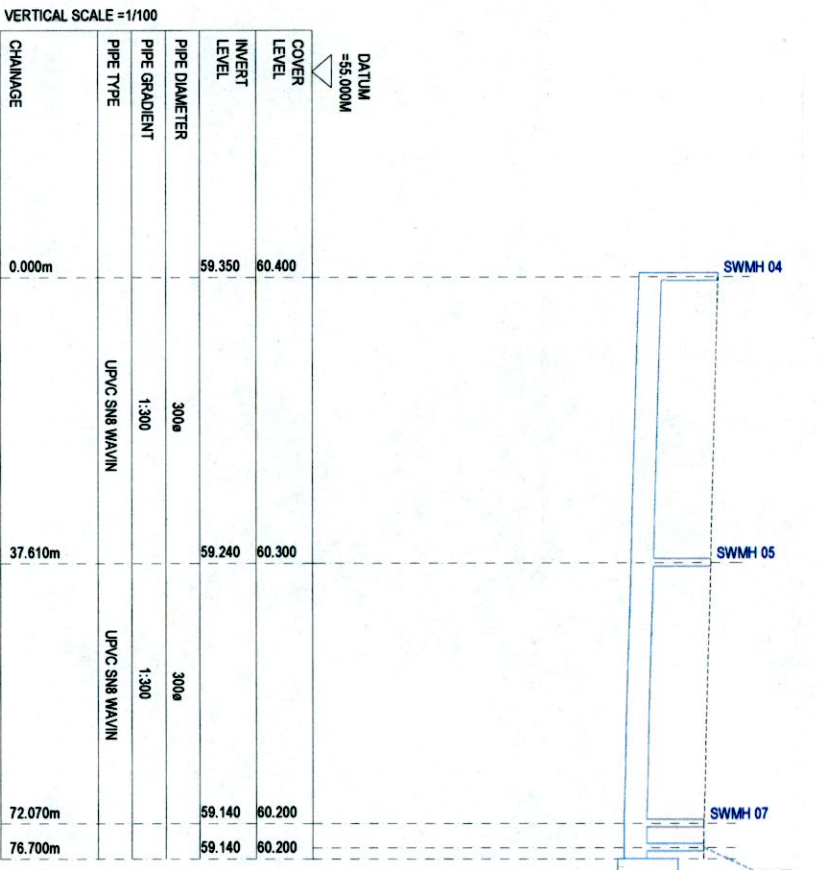 VERTICAL SCALE =1/100
DATUM
=55.000M
COVER
LEVEL
60.400
60.300
60.200
60.200
INVERT
LEVEL
59.350
59.240
59.140
59.140
PIPE DIAMETER
300ø
300ø
PIPE GRADIENT
1:300
1:300
PIPE TYPE
UPVC SN8 WAVIN
UPVC SN8 WAVIN
CHAINAGE
0.000m
37.610m
72.070m
76.700m
SWMH 04
SWMH 05
SWMH 07